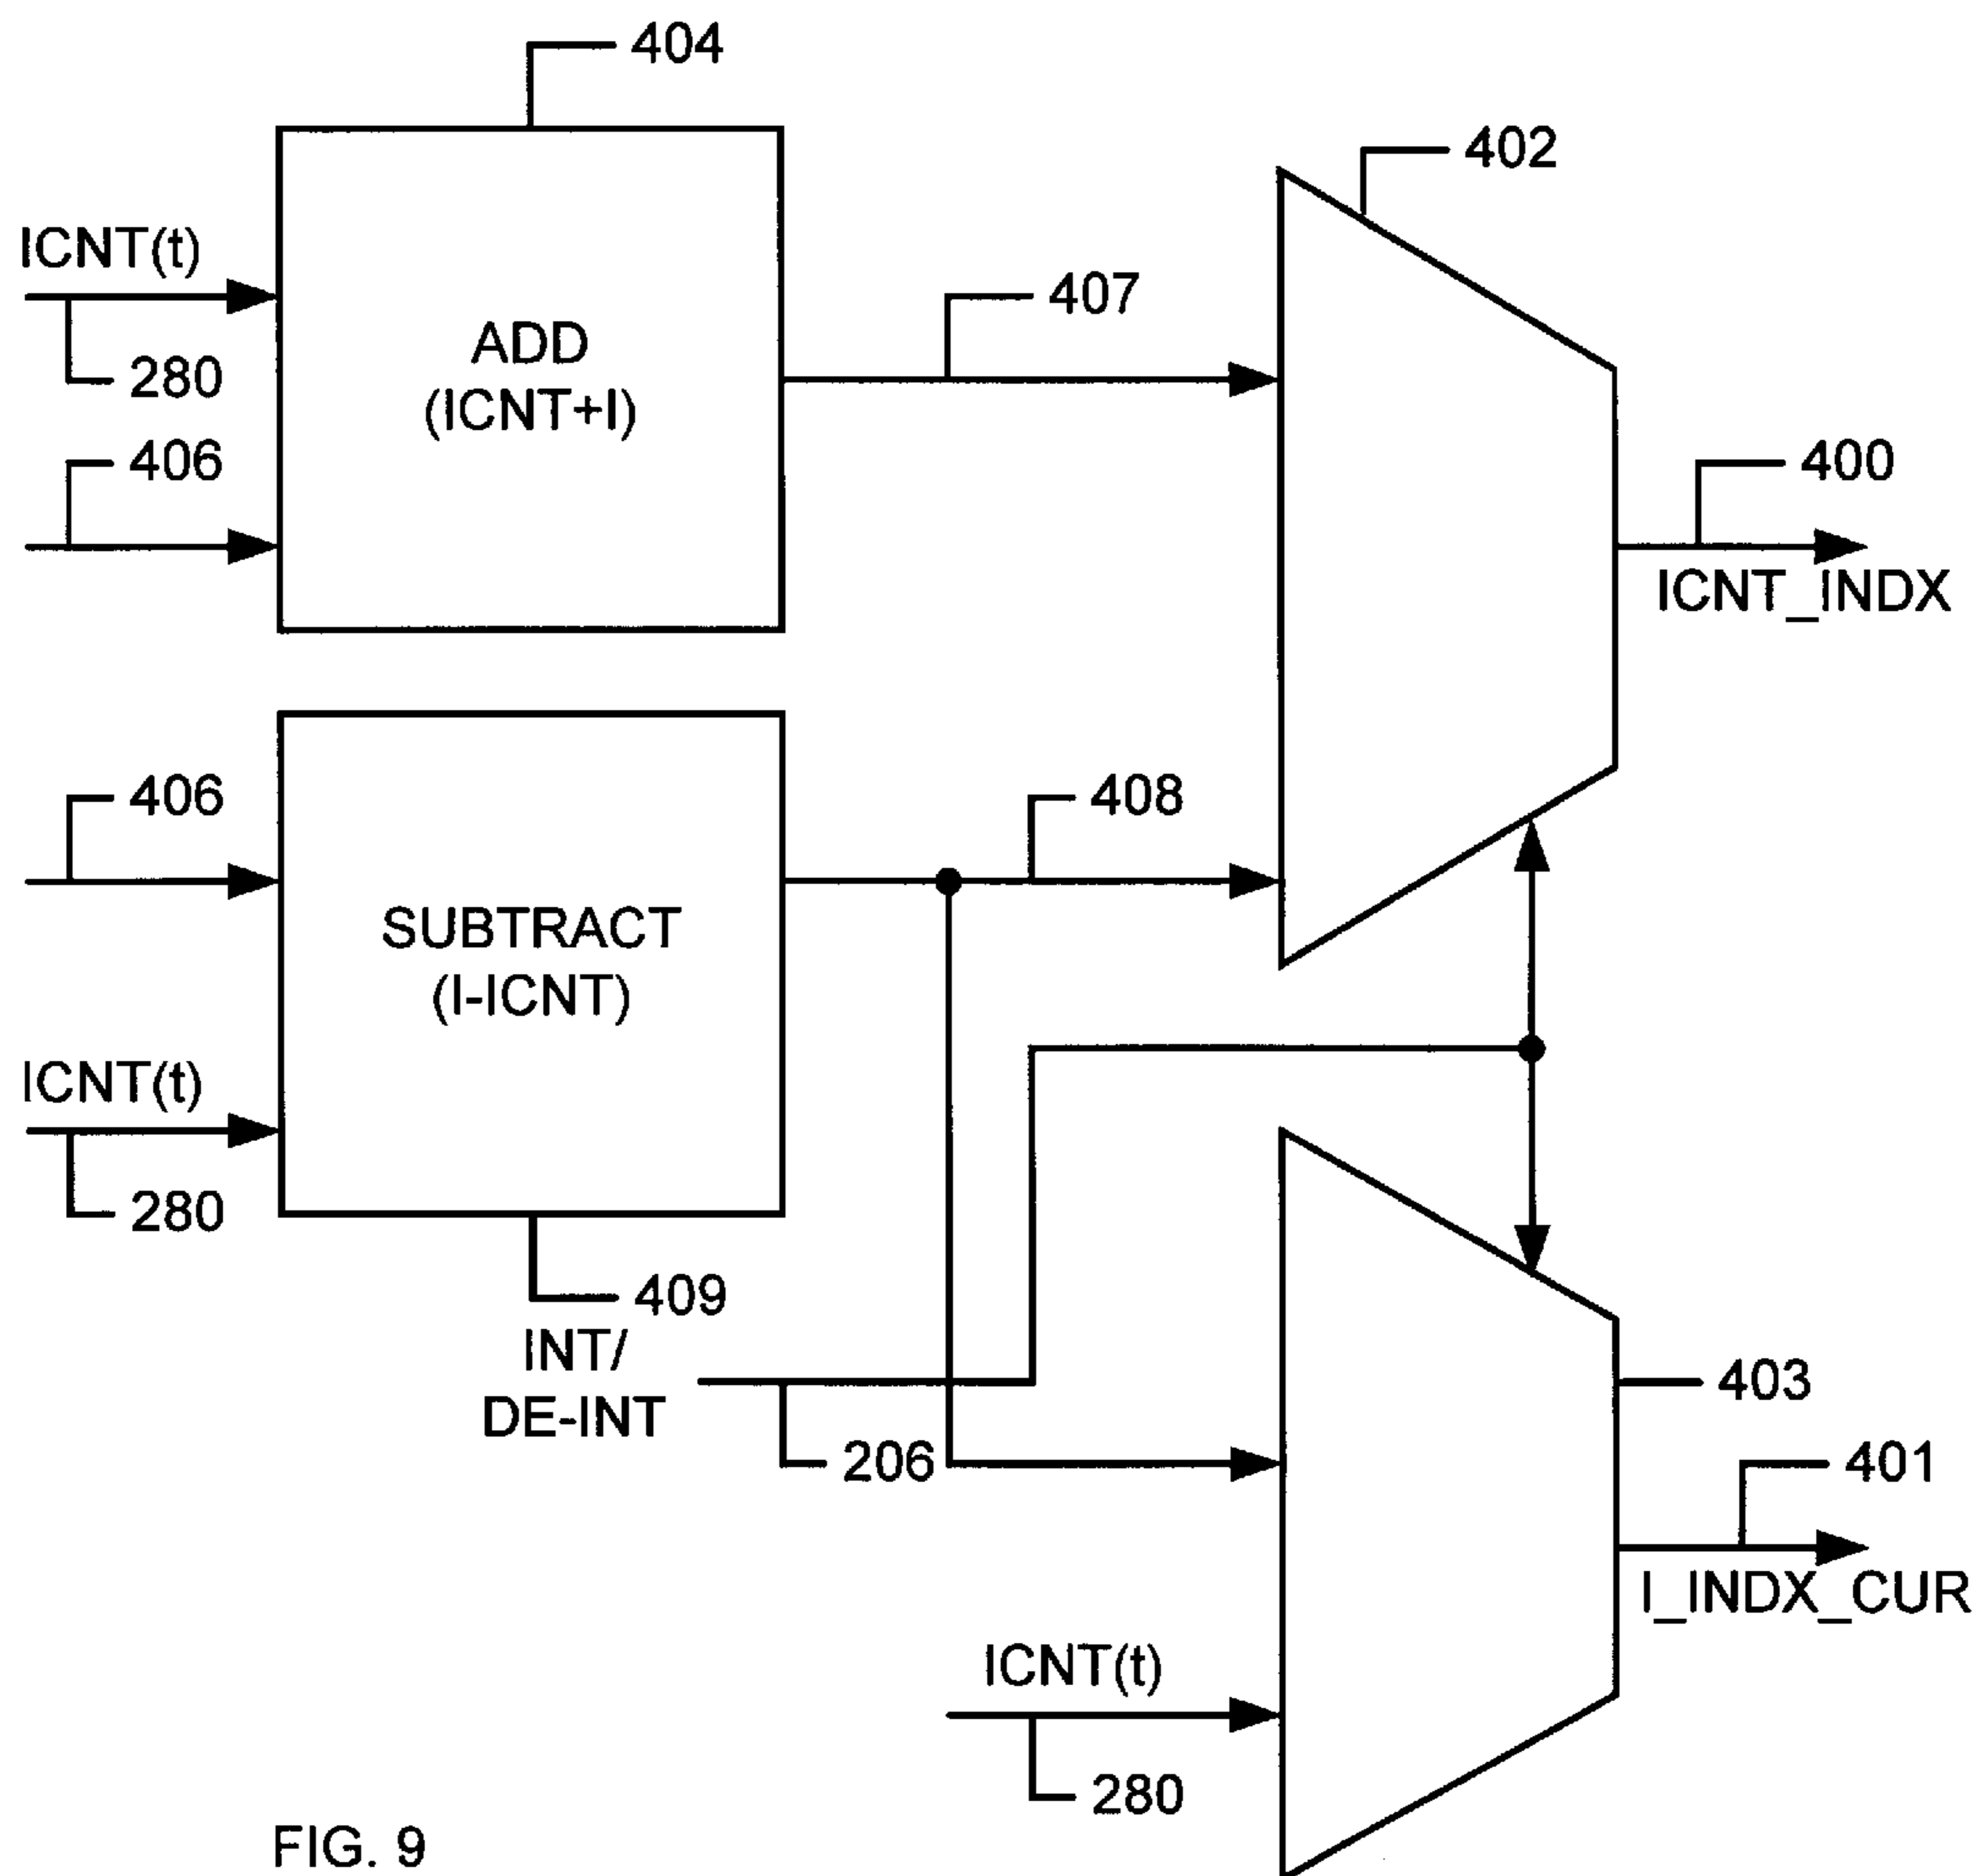 404
402
ICNT(t)
407
280
ADD
(ICNT+I)
406
400
ICNT_INDX
406
408
SUBTRACT
(I-ICNT)
ICNT(t)
280
409
INT/
DE-INT
403
206
401
I_INDX_CUR
ICNT(t)
280
FIG. 9